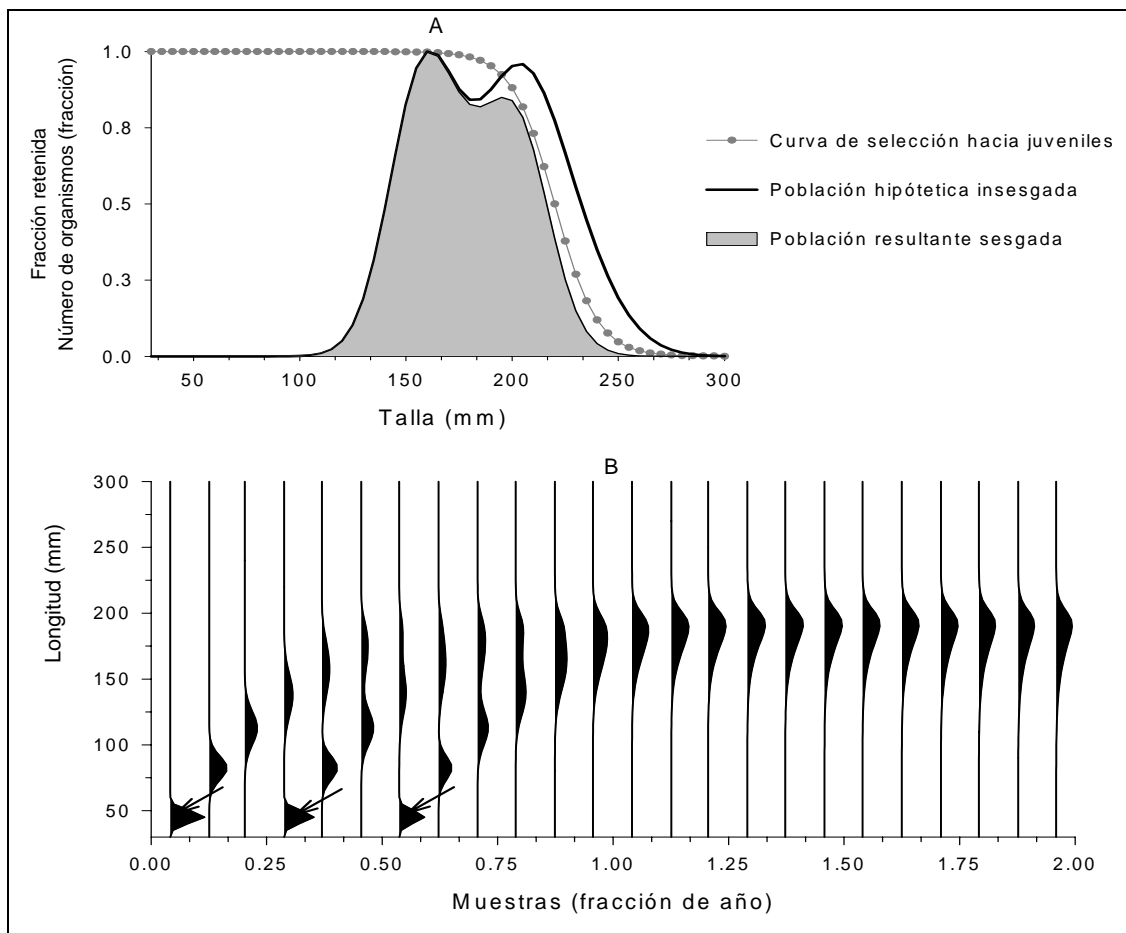 A
Fracción retenida
Número de organismos (fracción)
1.0
0.8
0.5
0.3
0.0
50
100
150
200
250
300
Talla (mm)
Curva de selección hacia juveniles
Población hipótetica insesgada
Población resultante sesgada
B
Longitud (mm)
300
250
200
150
100
50
0.00
0.25
0.50
0.75
1.00
1.25
1.50
1.75
2.00
Muestras (fracción de año)